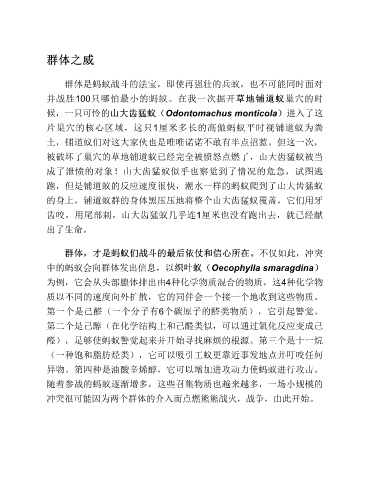 群体之威
群体是蚂蚁战斗的法宝，即使再强壮的兵蚁，也不可能同时面对
并战胜100只哪怕最小的蚂蚁。在我一次掘开草地铺道蚁巢穴的时
候，一只可怜的山大齿猛蚁（Odontomachus monticola）进入了这
片巢穴的核心区域。这只1厘米多长的高傲蚂蚁平时视铺道蚁为粪
土，铺道蚁们对这大家伙也是唯唯诺诺不敢有半点招惹。但这一次，
被破坏了巢穴的草地铺道蚁已经完全被愤怒点燃了，山大齿猛蚁被当
成了泄愤的对象！山大齿猛蚁似乎也察觉到了情况的危急，试图逃
跑，但是铺道蚁的反应速度很快，潮水一样的蚂蚁爬到了山大齿猛蚁
的身上，铺道蚁群的身体黑压压地将整个山大齿猛蚁覆盖，它们用牙
齿咬，用尾部刺，山大齿猛蚁几乎连1厘米也没有跑出去，就已经献
出了生命。
群体，才是蚂蚁们战斗的最后依仗和信心所在。不仅如此，冲突
中的蚂蚁会向群体发出信息。以织叶蚁（Oecophylla smaragdina）
为例，它会从头部腺体排出由4种化学物质混合的物质，这4种化学物
质以不同的速度向外扩散，它的同伴会一个接一个地收到这些物质。
第一个是己醛（一个分子有6个碳原子的醛类物质），它引起警觉。
第二个是己醇（在化学结构上和己醛类似，可以通过氧化反应变成己
醛），足够使蚂蚁警觉起来并开始寻找麻烦的根源。第三个是十一烷
（一种饱和脂肪烃类），它可以吸引工蚁更靠近事发地点并叮咬任何
异物。第四种是油酸辛烯醇，它可以增加进攻动力使蚂蚁进行攻击。
随着参战的蚂蚁逐渐增多，这些召集物质也越来越多，一场小规模的
冲突很可能因为两个群体的介入而点燃熊熊战火，战争，由此开始。